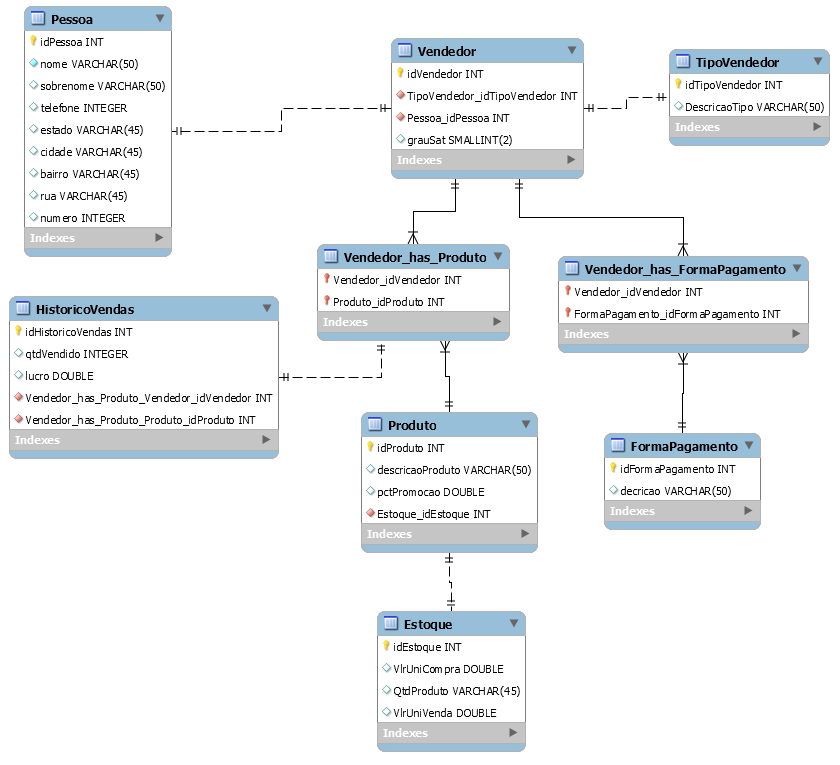 Pessoa
idPessoa INT
nome VARCHAR(50)
sobrenome VARCHAR(50)
telefone INTEGER
estado VARCHAR(45)
cidade VARCHAR(45)
bairro VARCHAR(45)
rua VARCHAR(45)
numero INTEGER
Indexes
Vendedor
idVendedor INT
TipoVendedor_idTipoVendedor INT
Pessoa_idPessoa INT
grauSat SMALLINT(2)
Indexes
TipoVendedor
idTipoVendedor INT
DescricaoTipo VARCHAR(50)
Indexes
Vendedor_has_Produto
Vendedor_idVendedor INT
Produto_idProduto INT
Indexes
Vendedor_has_FormaPagamento
Vendedor_idVendedor INT
FormaPagamento_idFormaPagamento INT
Indexes
HistoricoVendas
idHistoricoVendas INT
qtdVendido INTEGER
lucro DOUBLE
Vendedor_has_Produto_Vendedor_idVendedor INT
Vendedor_has_Produto_Produto_idProduto INT
Indexes
Produto
idProduto INT
descricaoProduto VARCHAR(50)
pctPromocao DOUBLE
Estoque_idEstoque INT
Indexes
FormaPagamento
idFormaPagamento INT
decricao VARCHAR(50)
Indexes
Estoque
idEstoque INT
VlrUniCompra DOUBLE
QtdProduto VARCHAR(45)
VlrUniVenda DOUBLE
Indexes